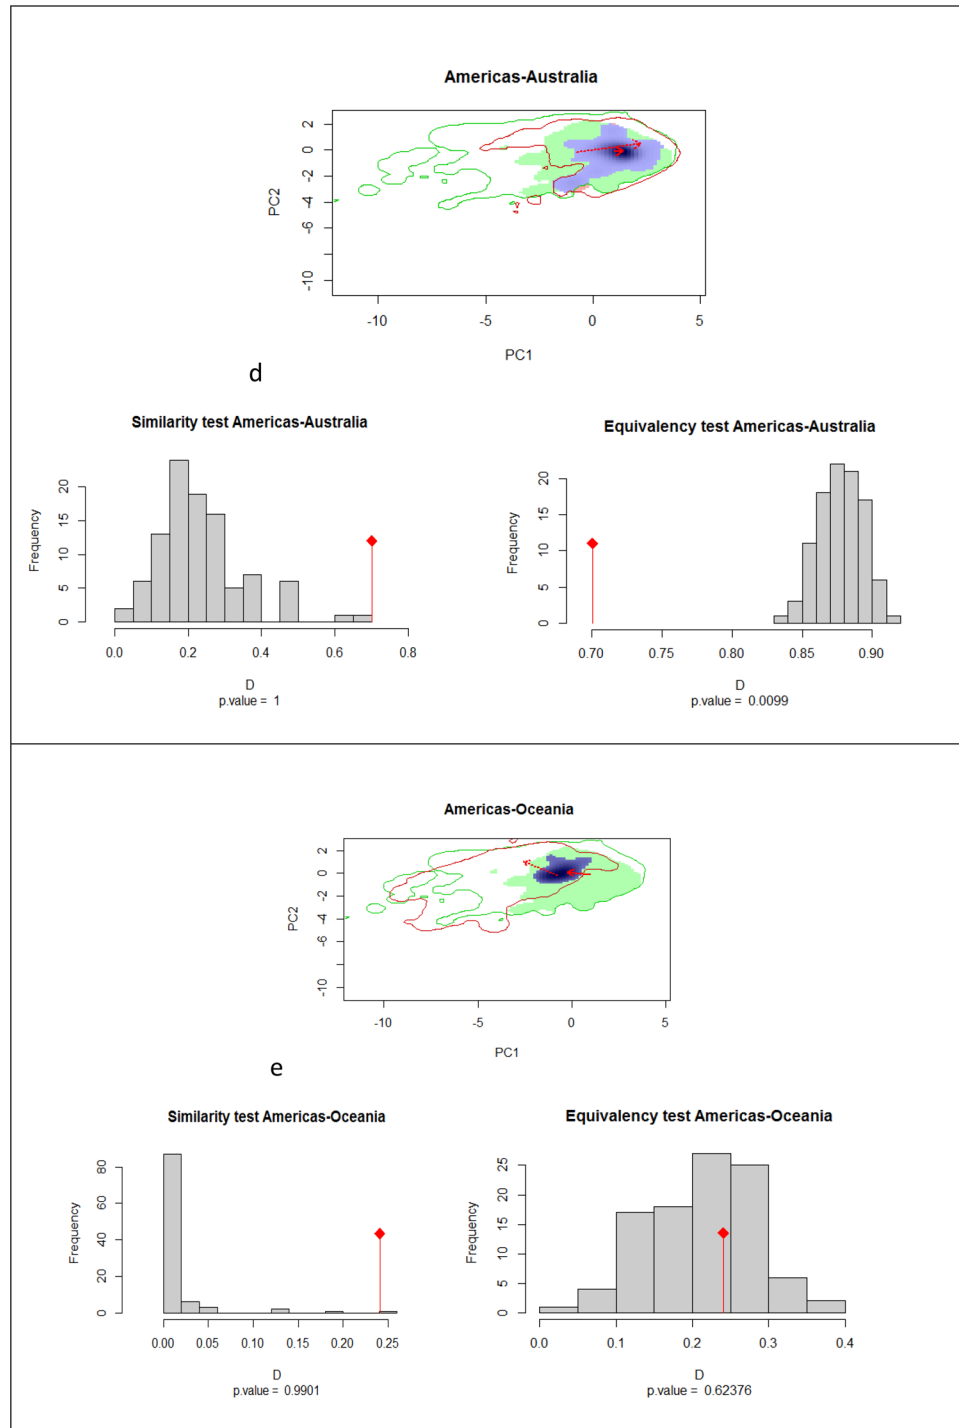 Americas-Australia
2
0
-2
-4
-6
-10
PC2
-10
-5
0
5
PC1
d
Similarity test Americas-Australia
Frequency
20
15
10
5
0
0.0
0.2
0.4
0.6
0.8
D
p.value = 1
Equivalency test Americas-Australia
Frequency
20
15
10
5
0
0.70
0.75
0.80
0.85
0.90
D
p.value = 0.0099
Americas-Oceania
2
0
-2
-4
-6
-10
PC2
-10
-5
0
5
PC1
e
Similarity test Americas-Oceania
Frequency
80
60
40
20
0
0.00
0.05
0.10
0.15
0.20
0.25
D
p.value = 0.9901
Equivalency test Americas-Oceania
Frequency
25
20
15
10
5
0
0.0
0.1
0.2
0.3
0.4
D
p.value = 0.62376